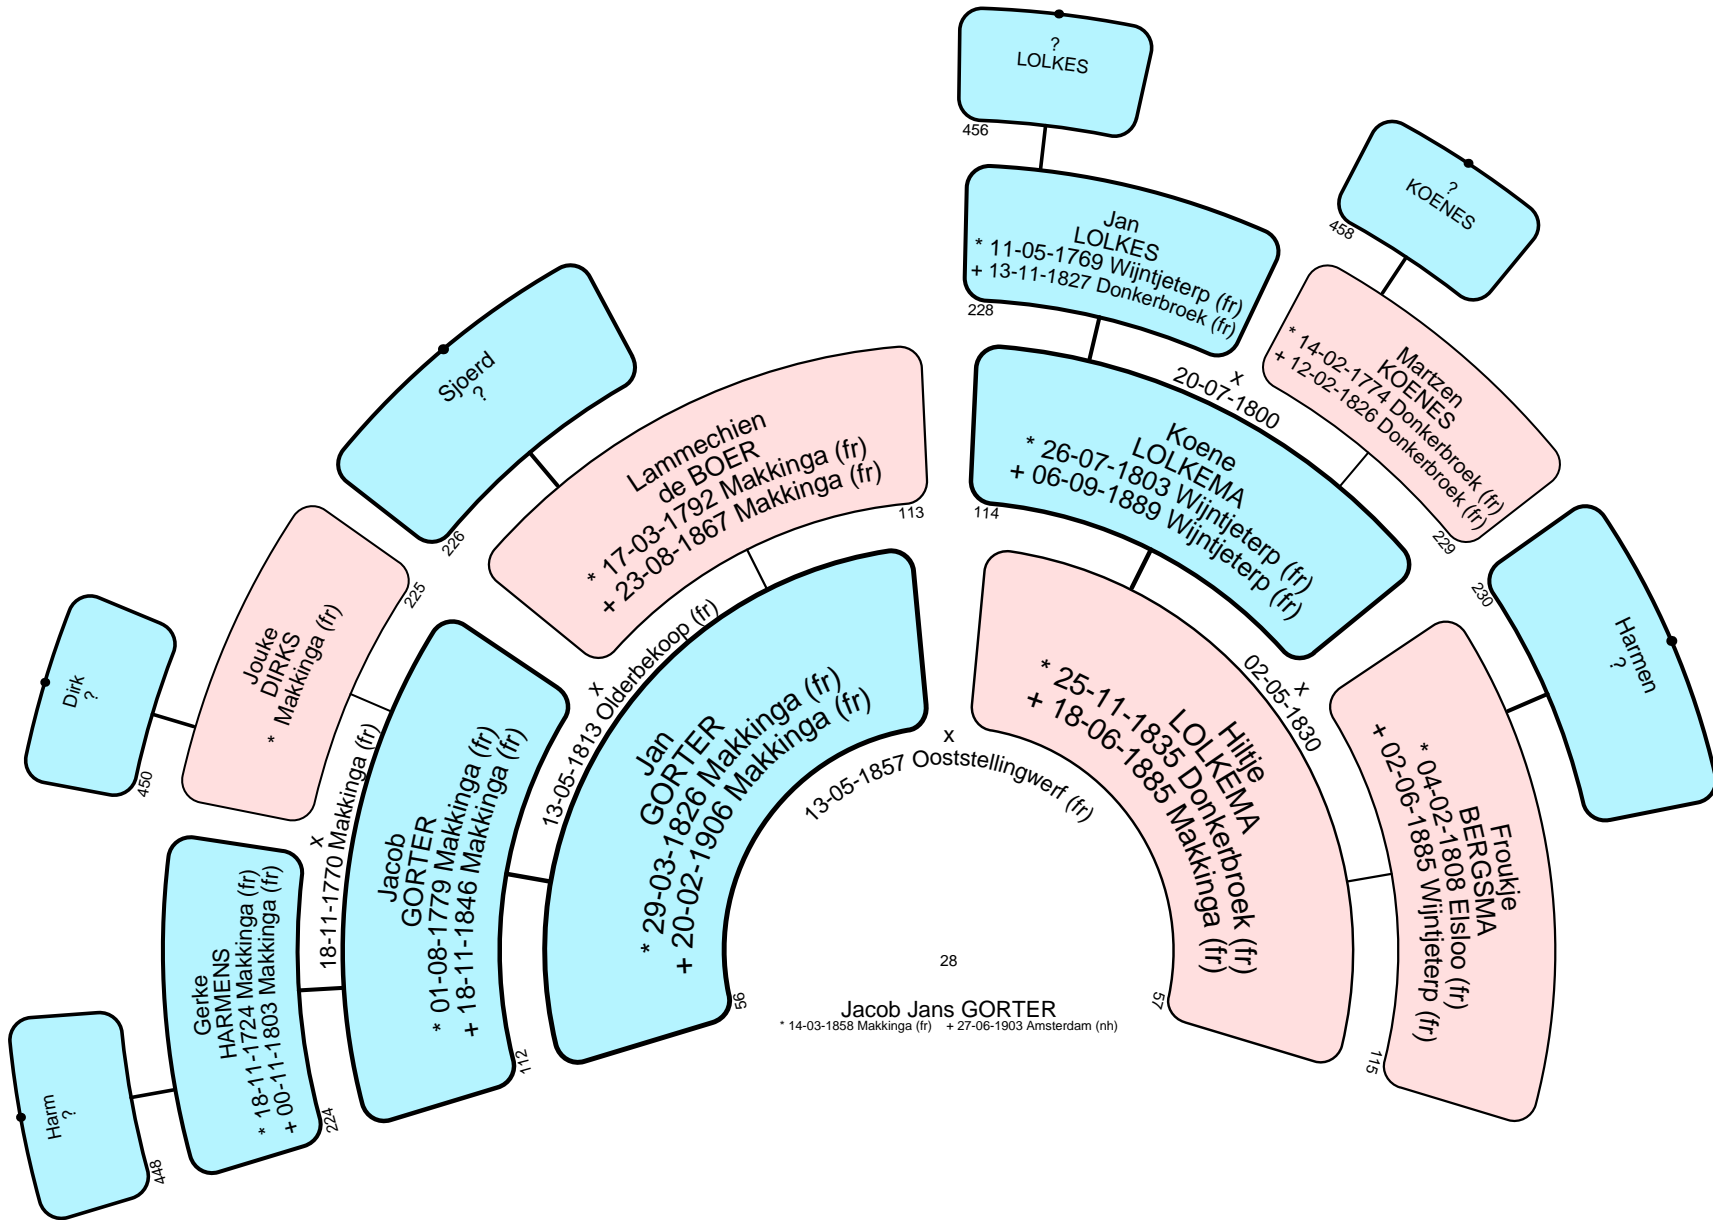 ?
LOLKES
456
?
KOENES
458
Jan
LOLKES
* 11-05-1769 Wijntjeterp (fr)
+ 13-11-1827 Donkerbroek (fr)
228
x
20-07-1800
Martzen
KOENES
* 14-02-1774 Donkerbroek (fr)
+ 12-02-1826 Donkerbroek (fr)
229
Sjoerd
?
226
Lammechien
de BOER
* 17-03-1792 Makkinga (fr)
+ 23-08-1867 Makkinga (fr)
113
Koene
LOLKEMA
* 26-07-1803 Wijntjeterp (fr)
+ 06-09-1889 Wijntjeterp (fr)
114
Harmen
?
230
Dirk
?
450
Jouke
DIRKS
* Makkinga (fr)
225
x
18-11-1770 Makkinga (fr)
x
13-05-1813 Olderbekoop (fr)
x
02-05-1830
Jan
GORTER
* 29-03-1826 Makkinga (fr)
+ 20-02-1906 Makkinga (fr)
56
x
13-05-1857 Ooststellingwerf (fr)
Hiltje
LOLKEMA
* 25-11-1835 Donkerbroek (fr)
+ 18-06-1885 Makkinga (fr)
57
Froukje
BERGSMA
* 04-02-1808 Elsloo (fr)
+ 02-06-1885 Wijntjeterp (fr)
115
Jacob
GORTER
* 01-08-1779 Makkinga (fr)
+ 18-11-1846 Makkinga (fr)
112
Gerke
HARMENS
* 18-11-1724 Makkinga (fr)
+ 00-11-1803 Makkinga (fr)
224
Harm
?
448
28
Jacob Jans GORTER
* 14-03-1858 Makkinga (fr) + 27-06-1903 Amsterdam (nh)